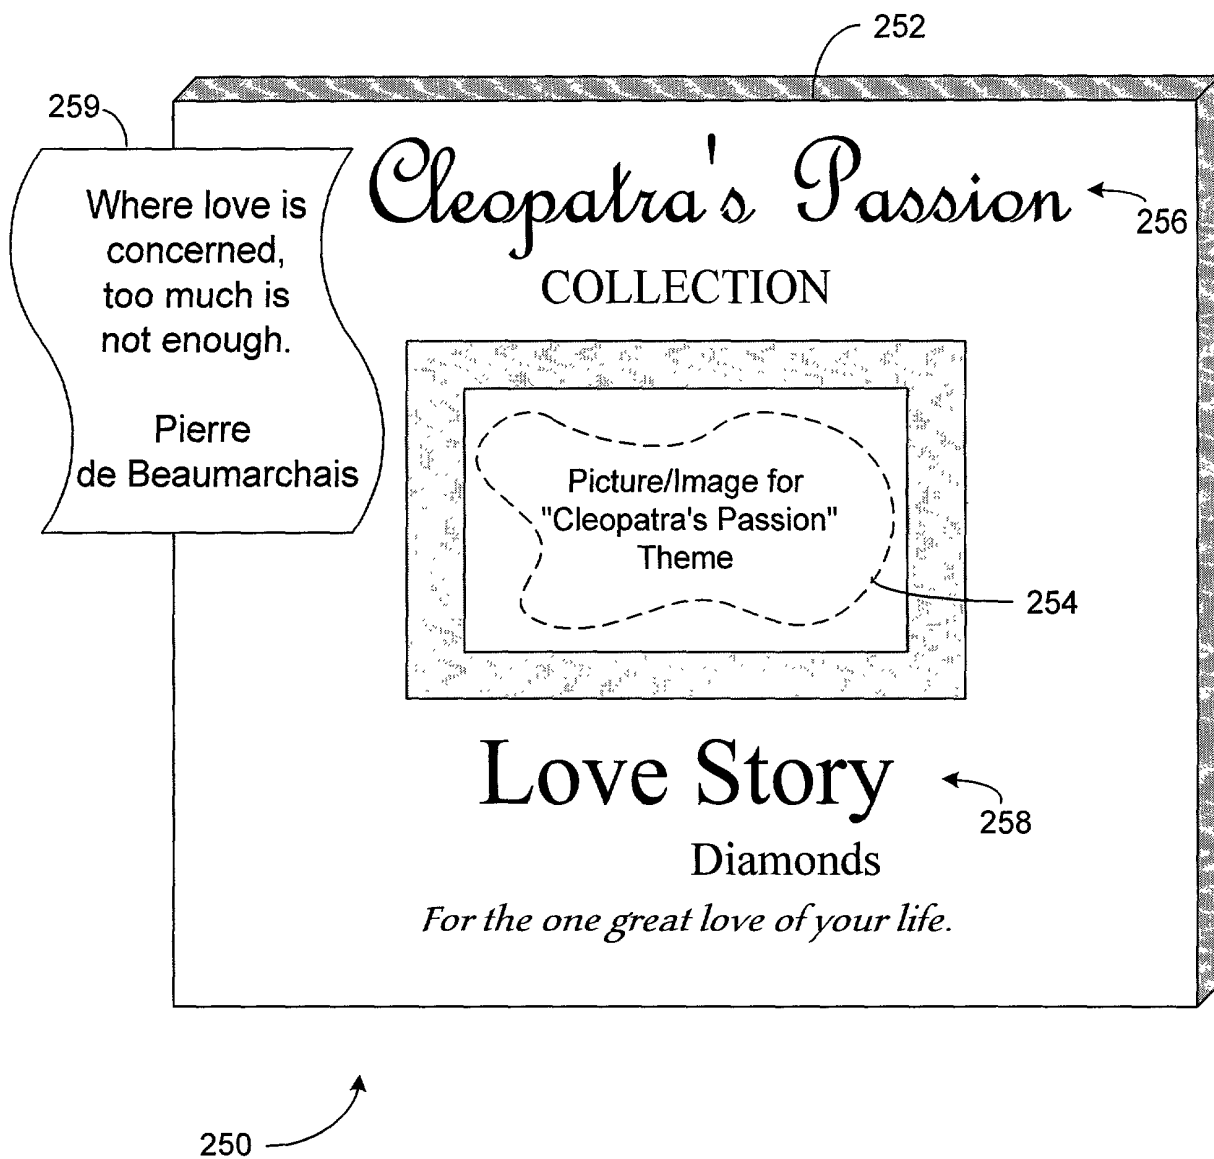 252
259
Where love is
concerned,
too much is
not enough.
Pierre
de Beaumarchais
Cleopatra's Passion
256
COLLECTION
Picture/Image for
"Cleopatra's Passion"
Theme
254
Love Story
258
Diamonds
For the one great love of your life.
250